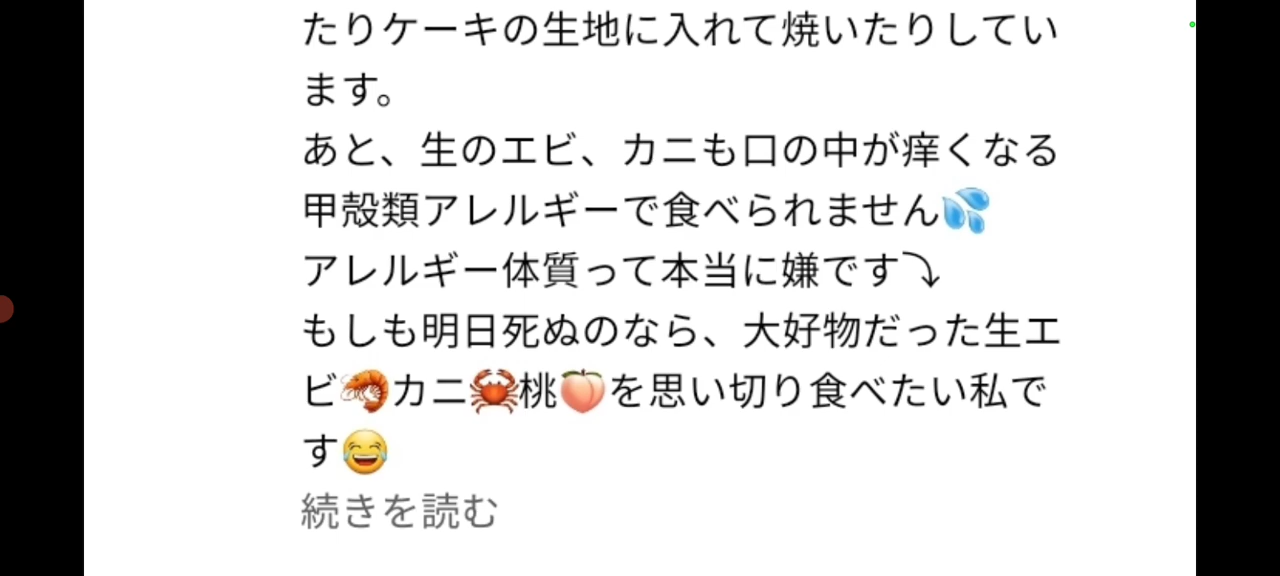 たりケーキの生地に入れて焼いたりしてい
ます。
あと、生のエビ、カニも口の中が痒くなる
甲殻類アレルギーで食べられません💦
アレルギー体質って本当に嫌です⤵
もしも明日死ぬのなら、大好物だった生エ
ビ🦐カニ🦀桃🍑を思い切り食べたい私で
す😂
続きを読む